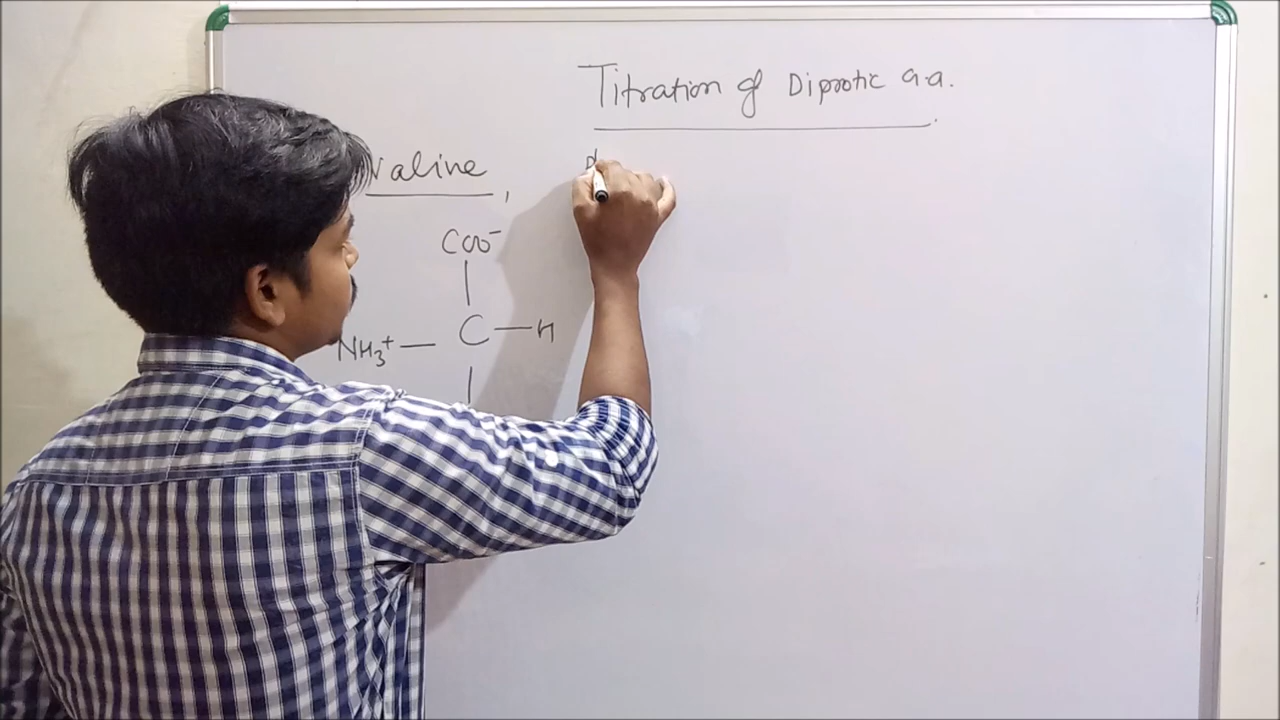 Titration of Diprotic a.a.
Valine,
COO⁻
C — H
NH₃⁺ —